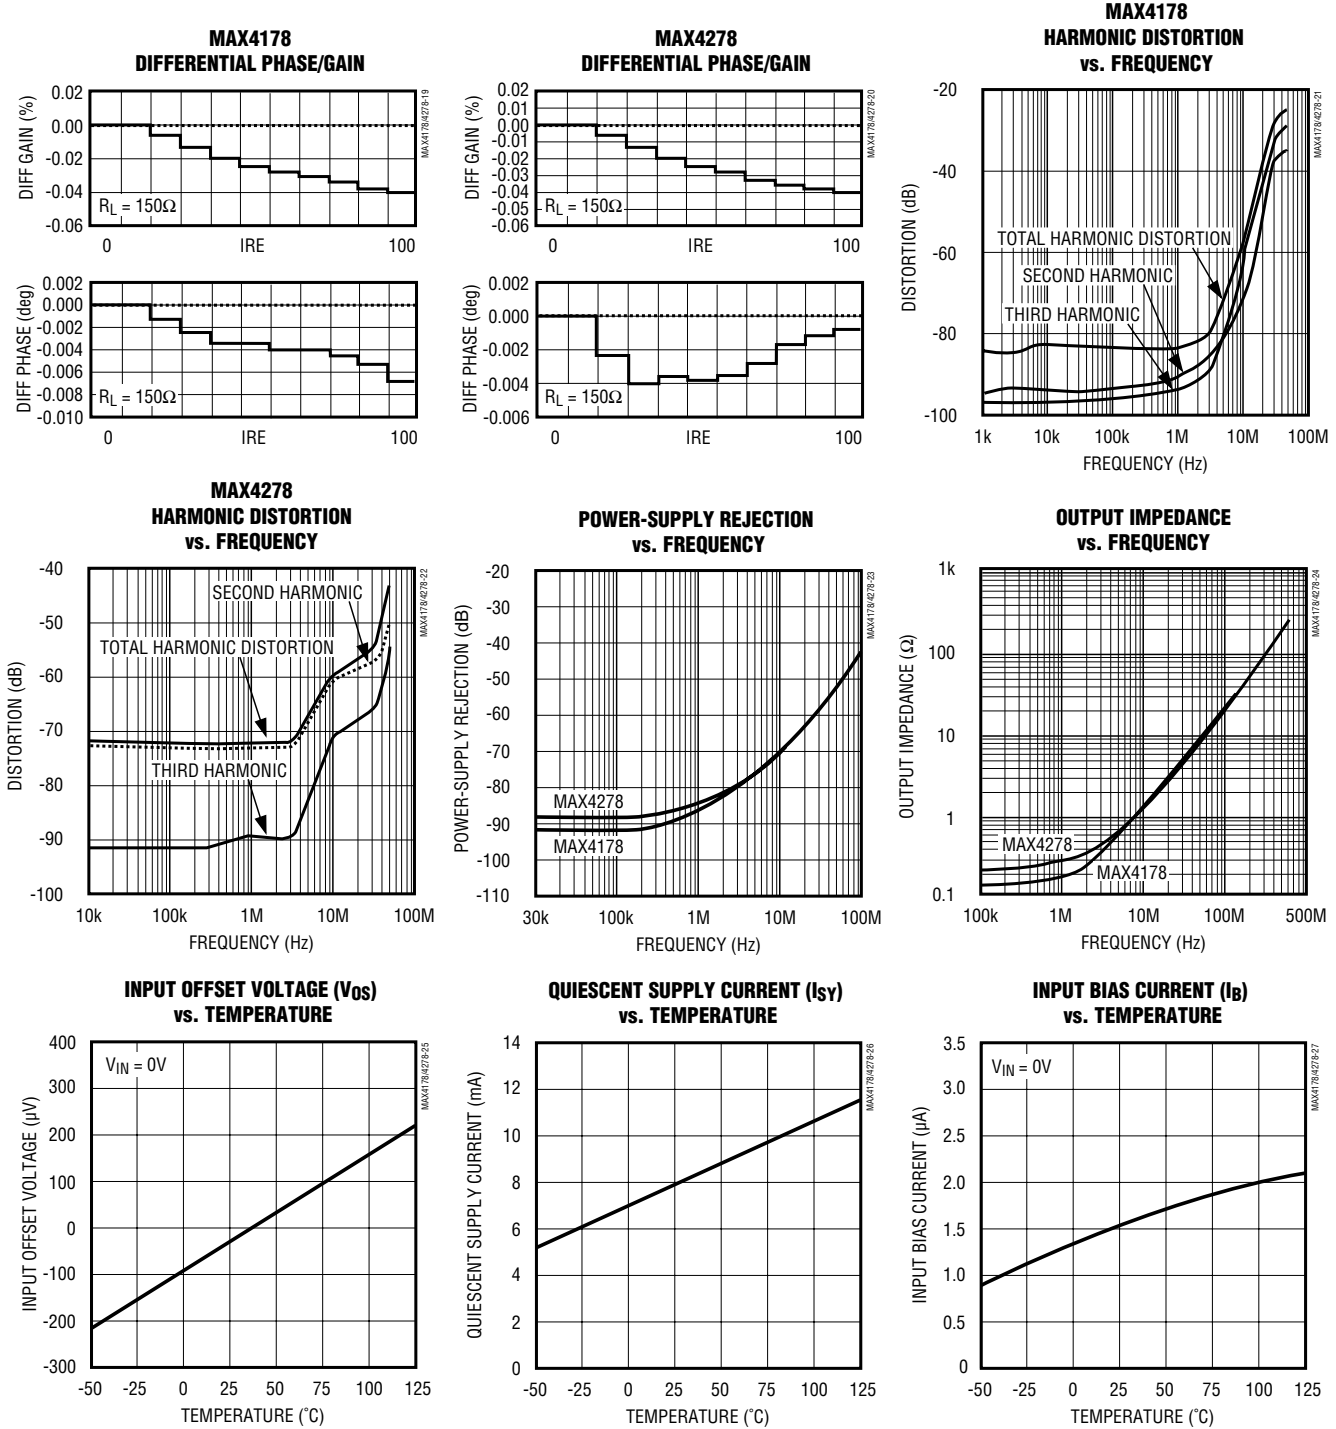 MAX4178
DIFFERENTIAL PHASE/GAIN
DIFF GAIN (%)
0.02
0.00
-0.02
-0.04
-0.06
RL = 150Ω
0 IRE 100
MAX4178/4278-19
DIFF PHASE (deg)
0.002
0.000
-0.002
-0.004
-0.006
-0.008
-0.010
RL = 150Ω
0 IRE 100
MAX4278
DIFFERENTIAL PHASE/GAIN
DIFF GAIN (%)
0.02
0.01
0.00
-0.01
-0.02
-0.03
-0.04
-0.05
-0.06
RL = 150Ω
0 IRE 100
MAX4178/4278-20
DIFF PHASE (deg)
0.002
0.000
-0.002
-0.004
-0.006
RL = 150Ω
0 IRE 100
MAX4178
HARMONIC DISTORTION
vs. FREQUENCY
DISTORTION (dB)
-20
-40
-60
-80
-100
TOTAL HARMONIC DISTORTION
SECOND HARMONIC
THIRD HARMONIC
1k 10k 100k 1M 10M 100M
FREQUENCY (Hz)
MAX4178/4278-21
MAX4278
HARMONIC DISTORTION
vs. FREQUENCY
DISTORTION (dB)
-40
-50
-60
-70
-80
-90
-100
SECOND HARMONIC
TOTAL HARMONIC DISTORTION
THIRD HARMONIC
10k 100k 1M 10M 100M
FREQUENCY (Hz)
MAX4178/4278-22
POWER-SUPPLY REJECTION
vs. FREQUENCY
POWER-SUPPLY REJECTION (dB)
-20
-30
-40
-50
-60
-70
-80
-90
-100
-110
MAX4278
MAX4178
30k 100k 1M 10M 100M
FREQUENCY (Hz)
MAX4178/4278-23
OUTPUT IMPEDANCE
vs. FREQUENCY
OUTPUT IMPEDANCE (Ω)
1k
100
10
1
0.1
MAX4278
MAX4178
100k 1M 10M 100M 500M
FREQUENCY (Hz)
MAX4178/4278-24
INPUT OFFSET VOLTAGE (VOS)
vs. TEMPERATURE
INPUT OFFSET VOLTAGE (µV)
400
300
200
100
0
-100
-200
-300
VIN = 0V
-50 -25 0 25 50 75 100 125
TEMPERATURE (˚C)
MAX4178/4278-25
QUIESCENT SUPPLY CURRENT (ISY)
vs. TEMPERATURE
QUIESCENT SUPPLY CURRENT (mA)
14
12
10
8
6
4
2
0
-50 -25 0 25 50 75 100 125
TEMPERATURE (˚C)
MAX4178/4278-26
INPUT BIAS CURRENT (IB)
vs. TEMPERATURE
INPUT BIAS CURRENT (µA)
3.5
3.0
2.5
2.0
1.5
1.0
0.5
0
VIN = 0V
-50 -25 0 25 50 75 100 125
TEMPERATURE (˚C)
MAX4178/4278-27